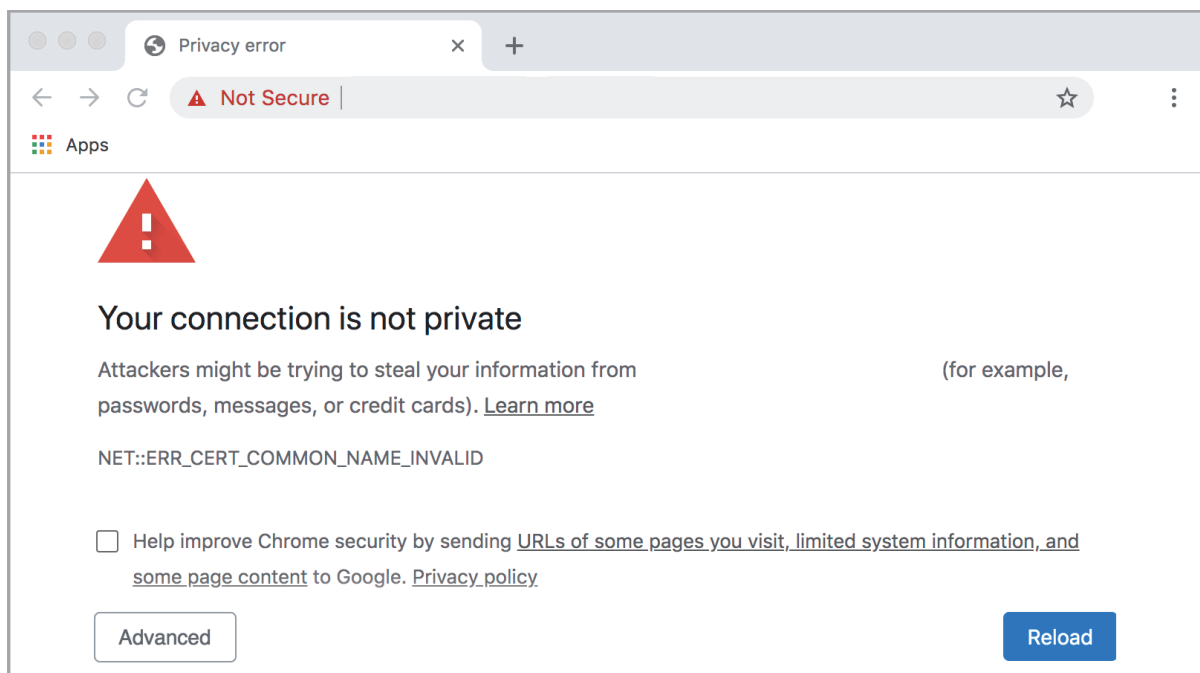 Privacy error
Not Secure
Apps
Your connection is not private
Attackers might be trying to steal your information from (for example,
passwords, messages, or credit cards). Learn more
NET::ERR_CERT_COMMON_NAME_INVALID
Help improve Chrome security by sending URLs of some pages you visit, limited system information, and
some page content to Google. Privacy policy
Advanced
Reload